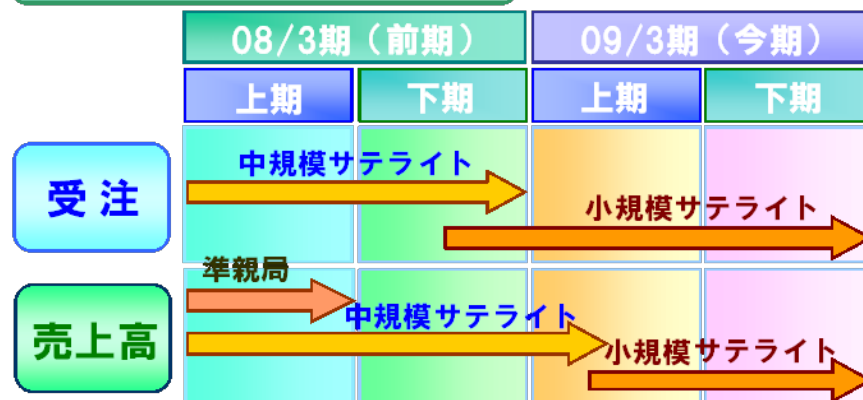 08/3期（前期） 09/3期（今期）
上期 下期 上期 下期
中規模サテライト
受注
小規模サテライト
準親局
中規模サテライト
売上高
小規模サテライト